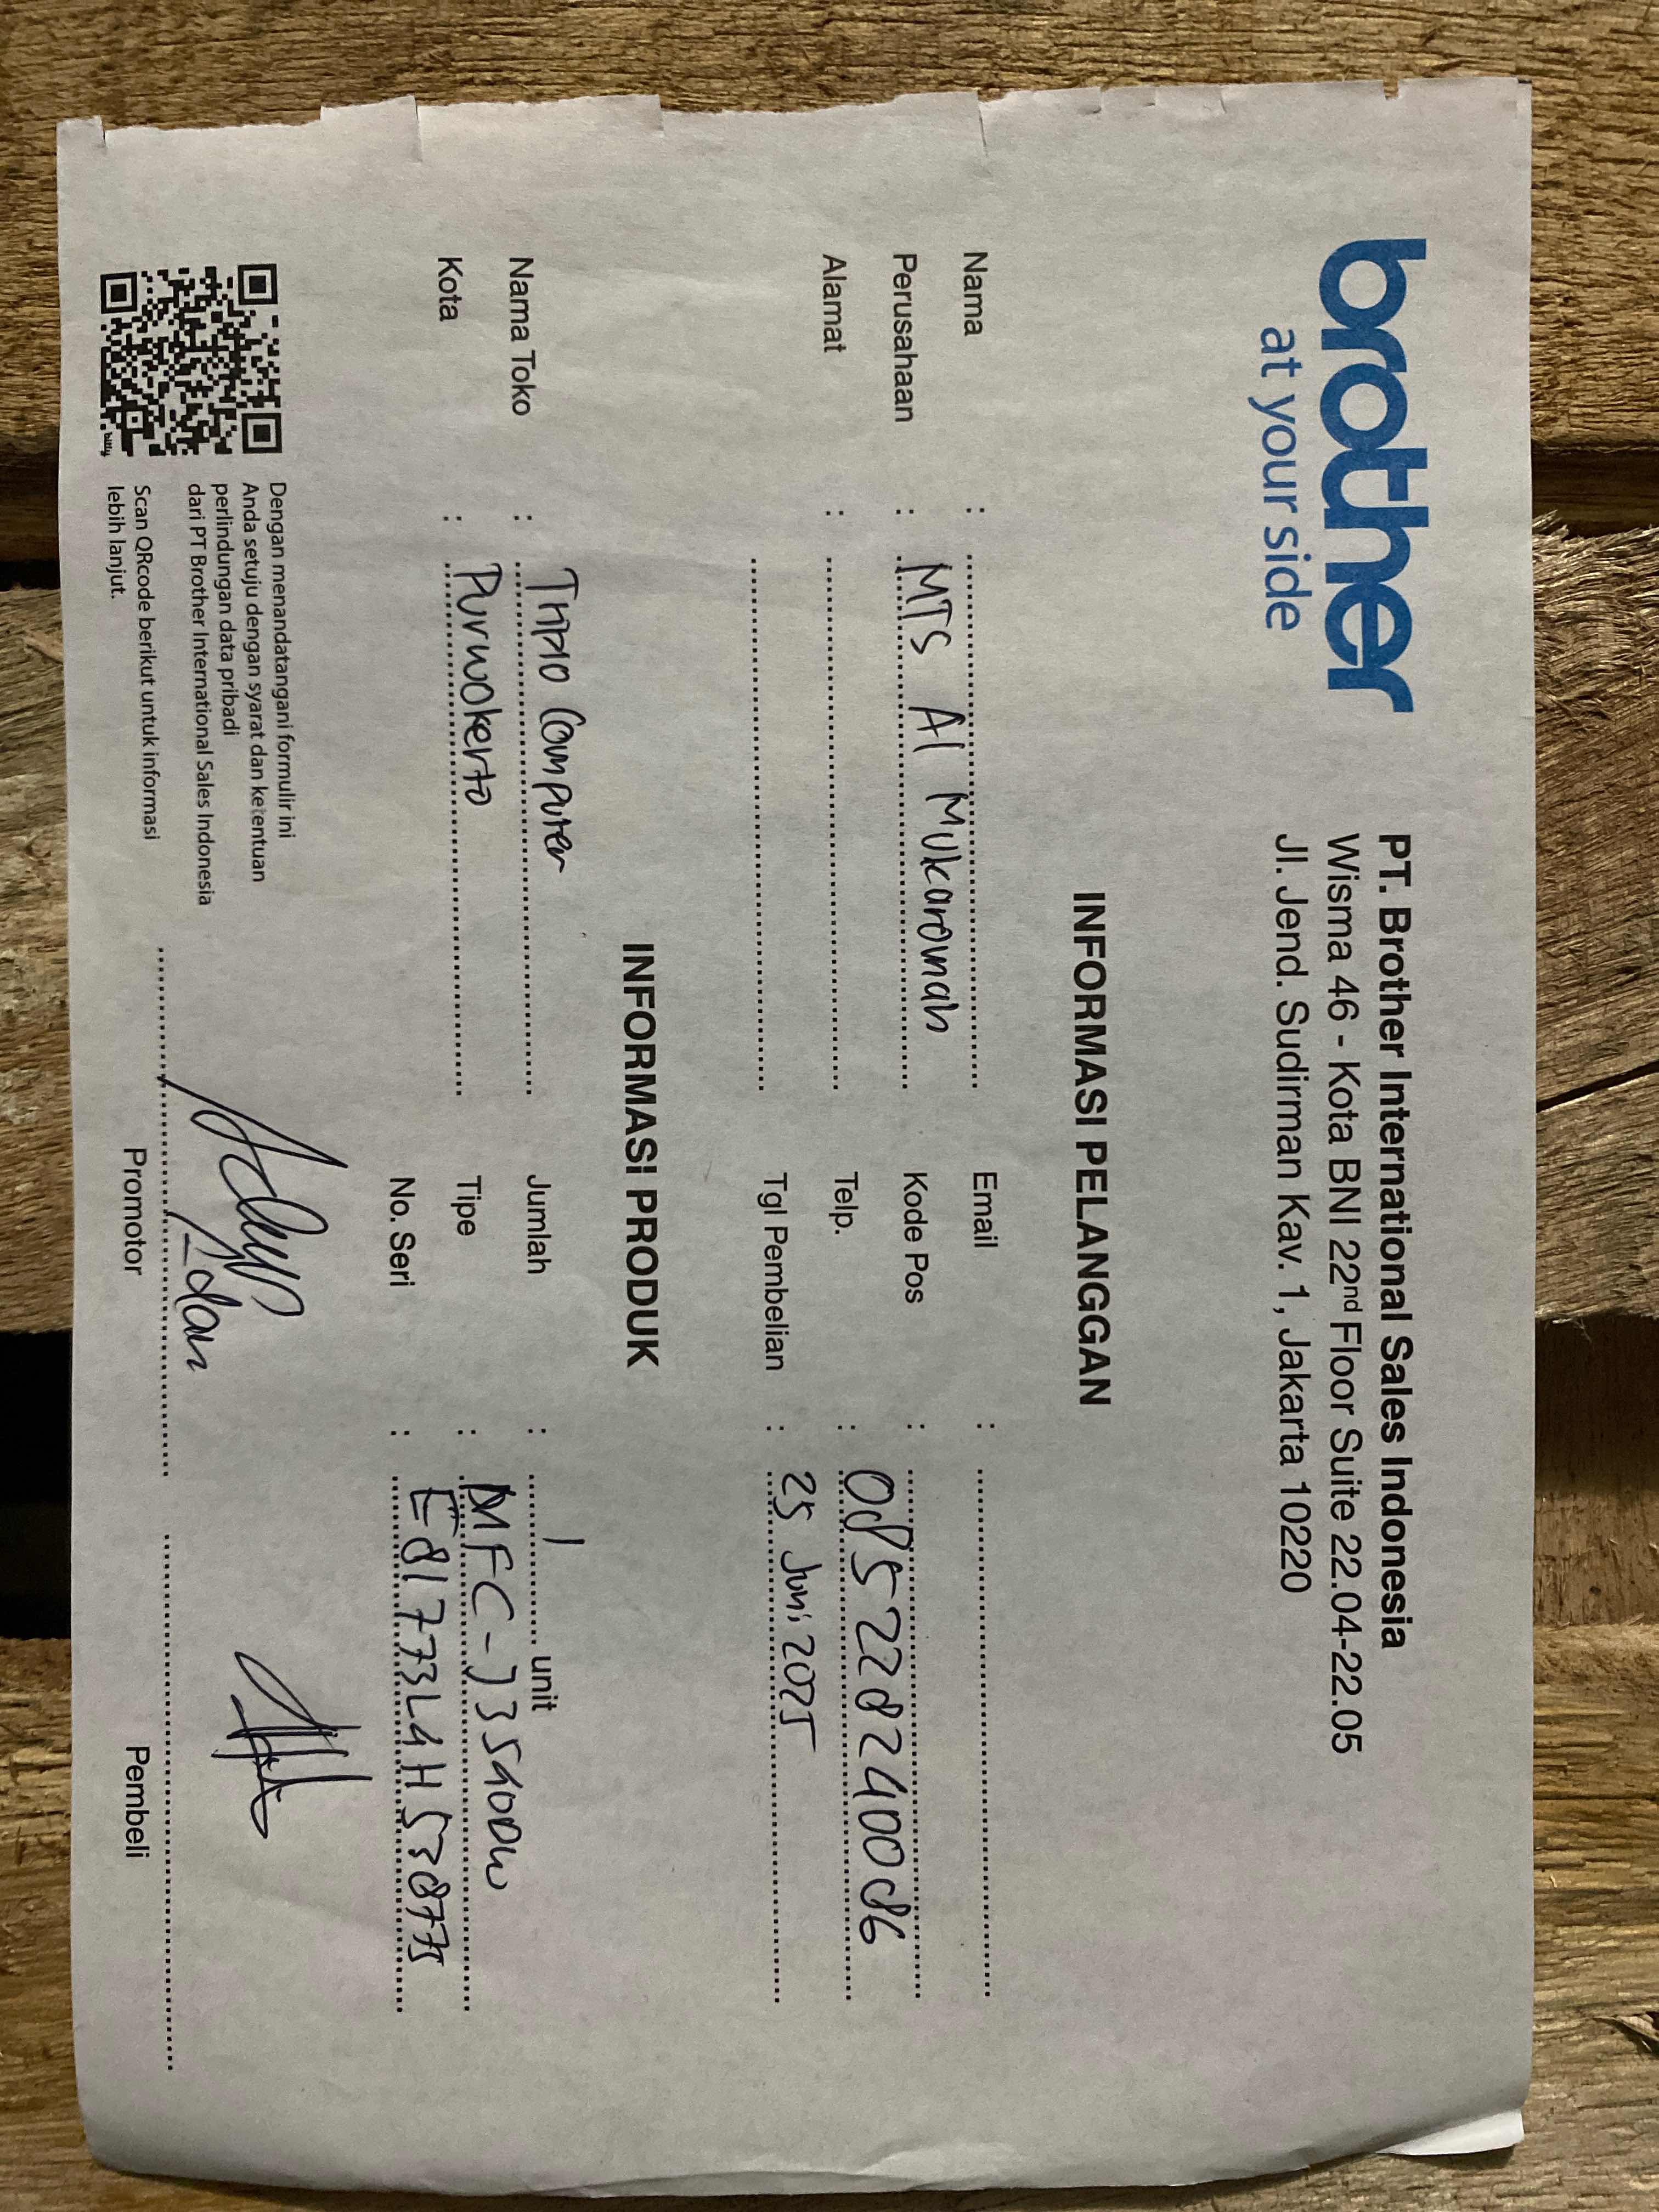 brother
at your side
PT. Brother International Sales Indonesia
Wisma 46 - Kota BNI 22nd Floor Suite 22.04-22.05
Jl. Jend. Sudirman Kav. 1, Jakarta 10220
INFORMASI PELANGGAN
Nama :
Perusahaan : MTS Al Mukaromah
Alamat :
Email :
Kode Pos :
Telp. : 085228240086
Tgl Pembelian : 25 Juni 2025
INFORMASI PRODUK
Nama Toko : Trio Computer
Kota : Purwokerto
Jumlah : 1 unit
Tipe : MFC-J3540DW
No. Seri : E81773L4H538775
Dengan menandatangani formulir ini
Anda setuju dengan syarat dan ketentuan
perlindungan data pribadi
dari PT Brother International Sales Indonesia
Scan QRcode berikut untuk informasi
lebih lanjut.
bitly
Promotor
Pembeli